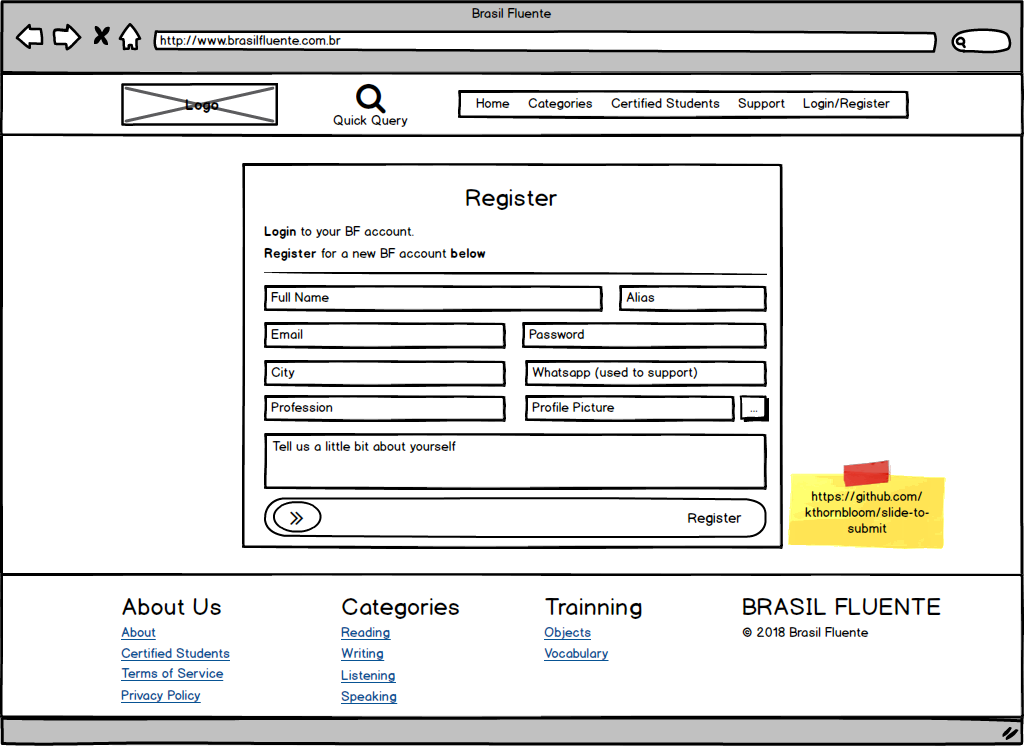 Brasil Fluente
http://www.brasilfluente.com.br
Logo
Quick Query
Home Categories Certified Students Support Login/Register
Register
Login to your BF account.
Register for a new BF account below
Full Name
Alias
Email
Password
City
Whatsapp (used to support)
Profession
Profile Picture
...
Tell us a little bit about yourself
Register
https://github.com/
kthornbloom/slide-to-
submit
About Us
About
Certified Students
Terms of Service
Privacy Policy
Categories
Reading
Writing
Listening
Speaking
Trainning
Objects
Vocabulary
BRASIL FLUENTE
© 2018 Brasil Fluente